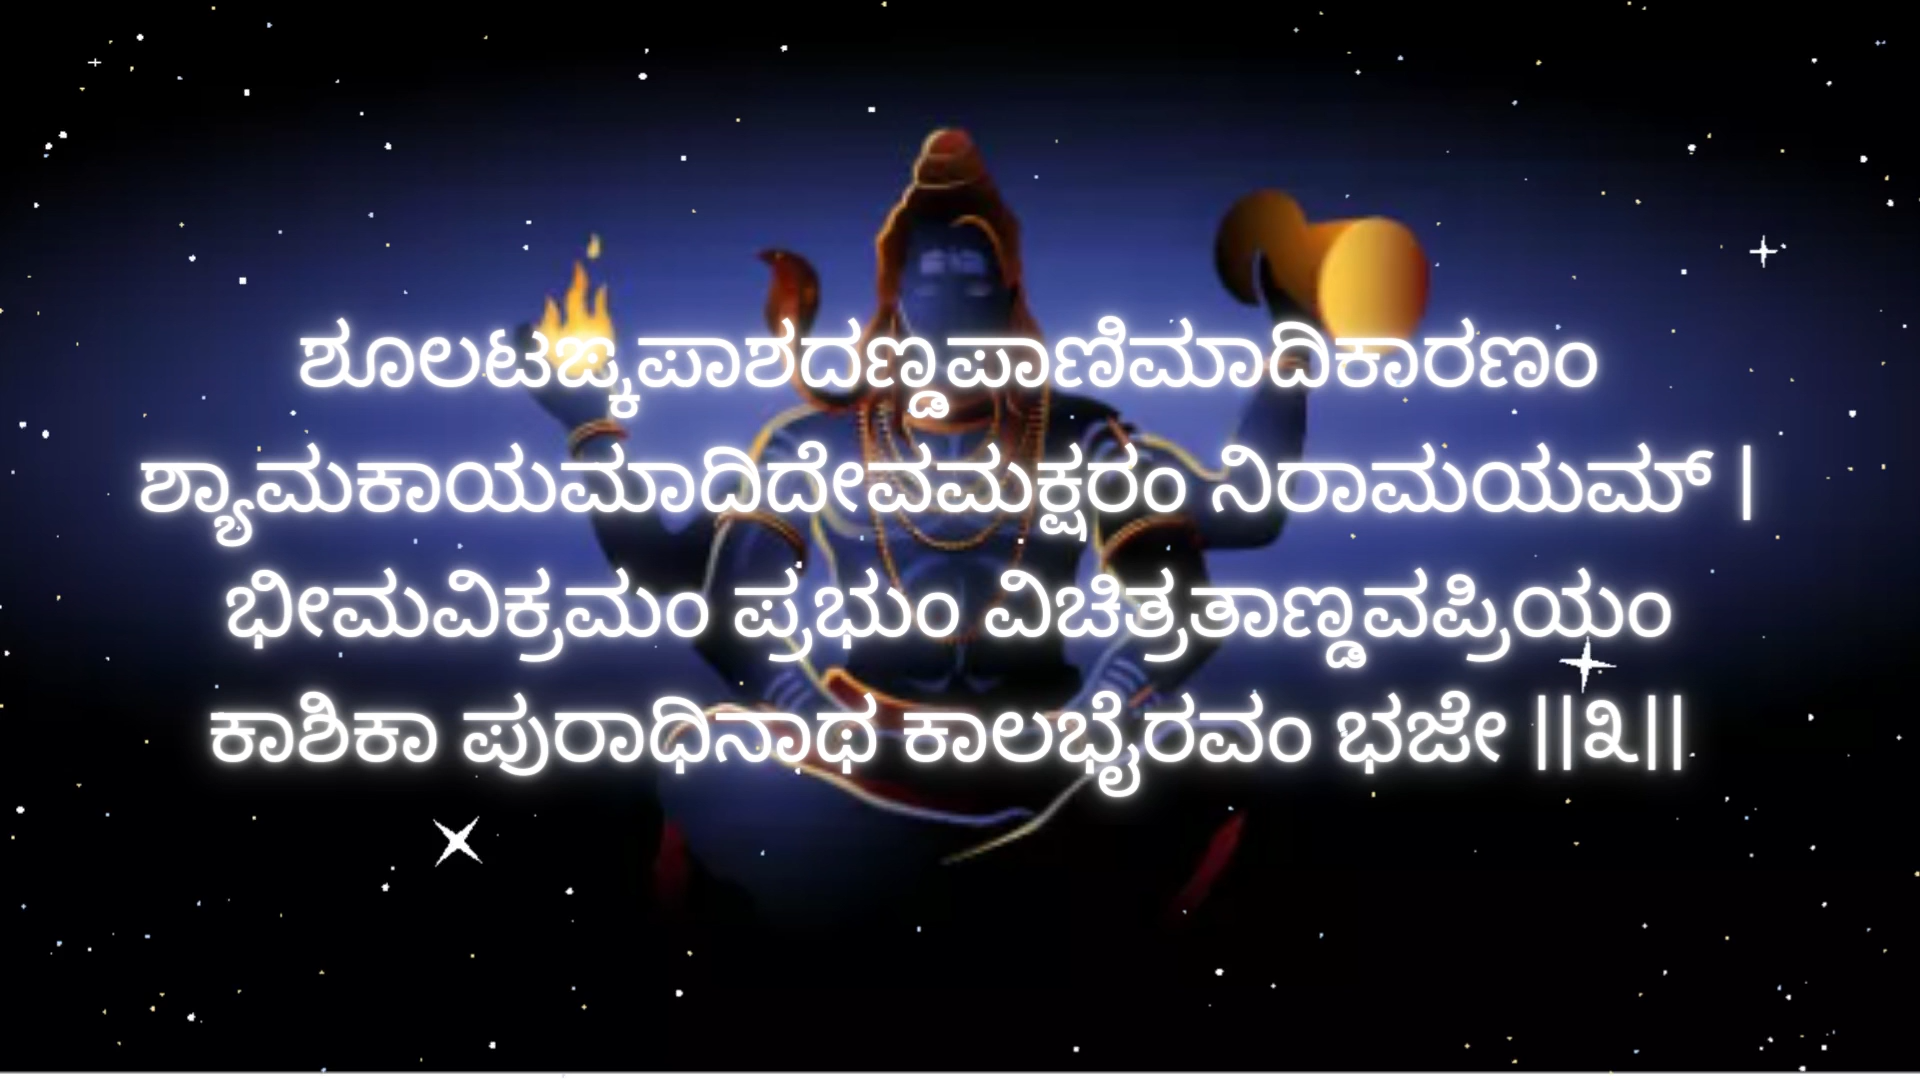 ಶೂಲಟಙ್ಕಪಾಶದಣ್ಡಪಾಣಿಮಾದಿಕಾರಣಂ
ಶ್ಯಾಮಕಾಯಮಾದಿದೇವಮಕ್ಷರಂ ನಿರಾಮಯಮ್ |
ಭೀಮವಿಕ್ರಮಂ ಪ್ರಭುಂ ವಿಚಿತ್ರತಾಣ್ಡವಪ್ರಿಯಂ
ಕಾಶಿಕಾ ಪುರಾಧಿನಾಥ ಕಾಲಭೈರವಂ ಭಜೇ ||೩||